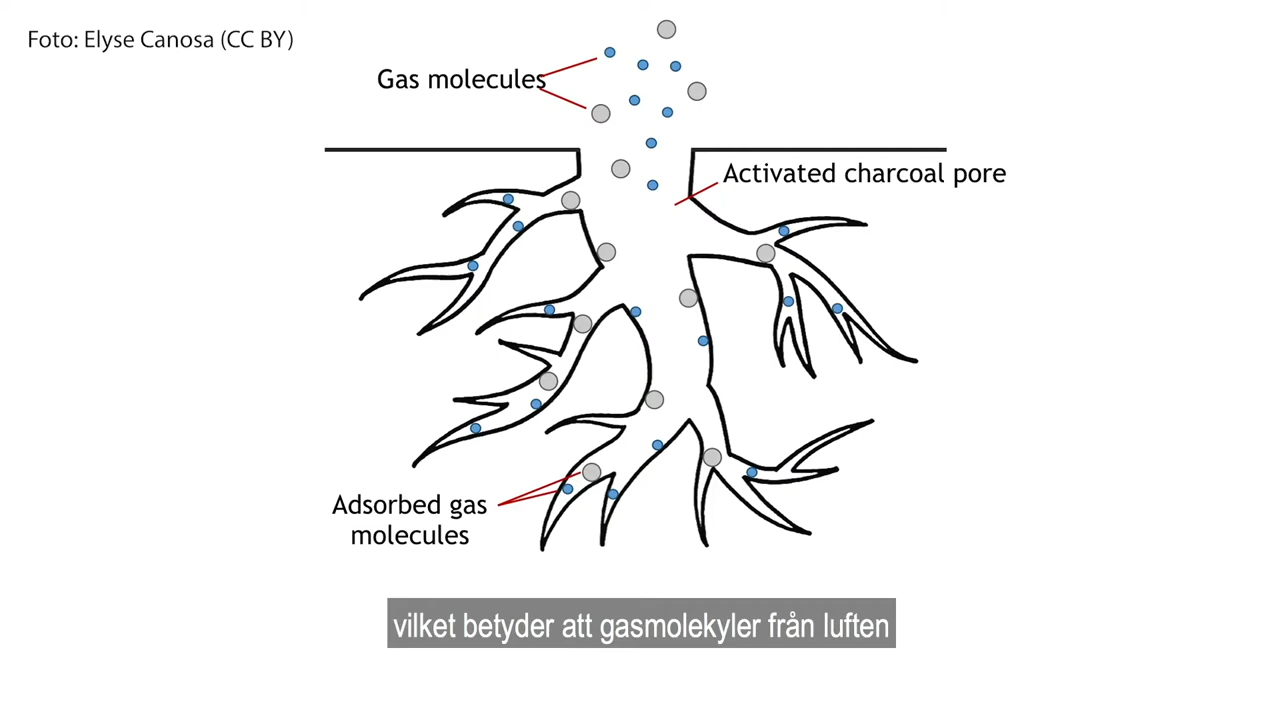 Foto: Elyse Canosa (CC BY)
Gas molecules
Activated charcoal pore
Adsorbed gas
molecules
vilket betyder att gasmolekyler från luften